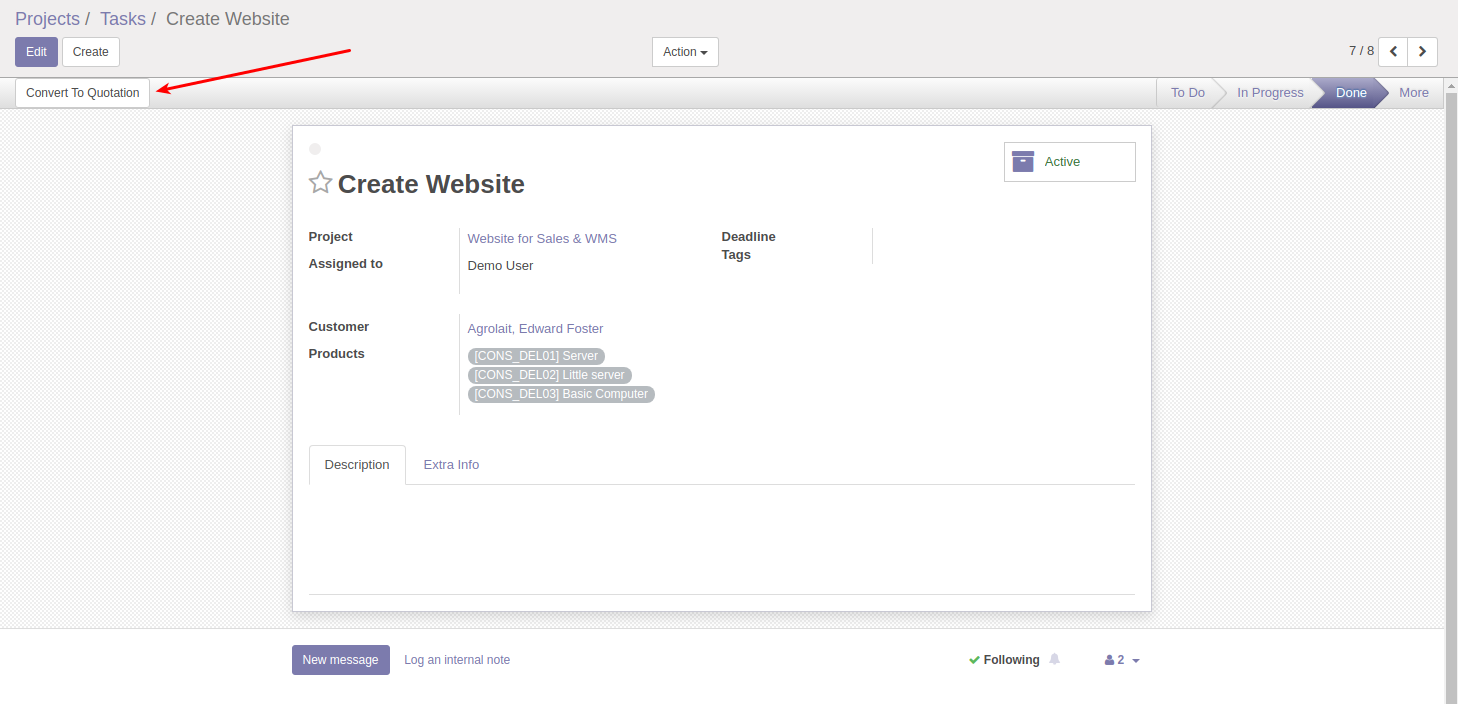 Projects / Tasks / Create Website
Edit Create Action 7 / 8
Convert To Quotation To Do In Progress Done More
Active
Create Website
Project Website for Sales & WMS Deadline
Tags
Assigned to Demo User
Customer Agrolait, Edward Foster
Products [CONS_DEL01] Server
[CONS_DEL02] Little server
[CONS_DEL03] Basic Computer
Description Extra Info
New message Log an internal note Following 2